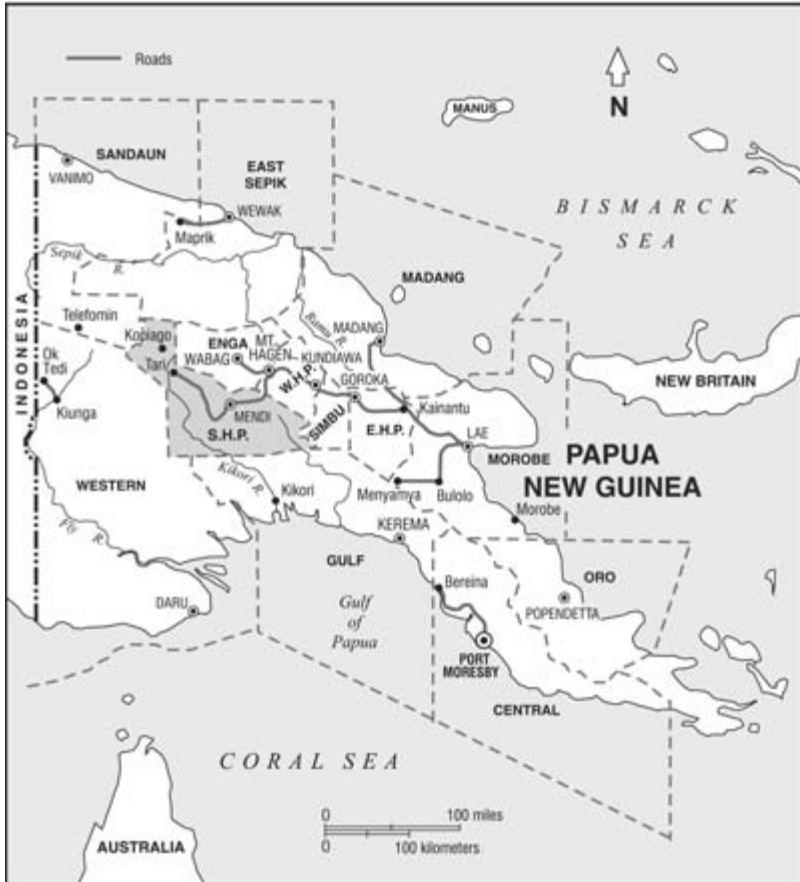 Roads
N
MANUS
SANDAUN
VANIMO
EAST
SEPIK
WEWAK
Maprik
BISMARCK
SEA
Sepik R.
MADANG
INDONESIA
Telefomin
Ramu R.
MADANG
Kopiago
ENGA
WABAG
MT.
HAGEN
KUNDIAWA
Tari
W.H.P.
GOROKA
Ok
Tedi
Kiunga
NEW BRITAIN
MENDI
S.H.P.
SIMBU
E.H.P.
Kainantu
LAE
MOROBE
PAPUA
NEW GUINEA
WESTERN
Kikori R.
Kikori
Menyamya
Bulolo
Morobe
KEREMA
Fly R.
GULF
Bereina
ORO
POPENDETTA
DARU
Gulf
of
Papua
PORT
MORESBY
CENTRAL
CORAL SEA
0 100 miles
0 100 kilometers
AUSTRALIA